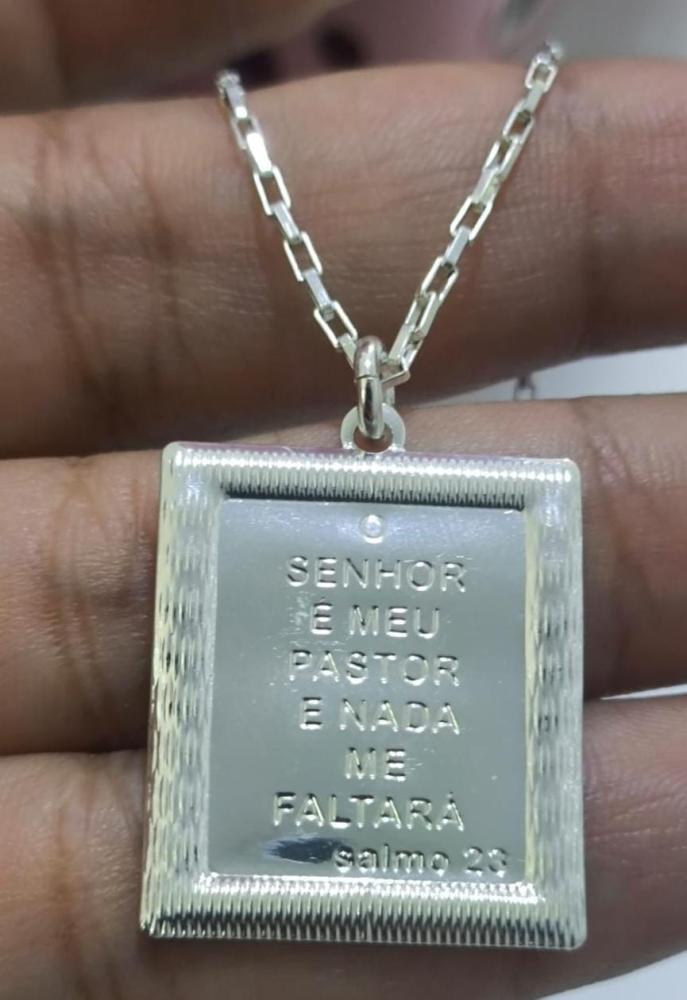 O
SENHOR
É MEU
PASTOR
E NADA
ME
FALTARÁ
salmo 23